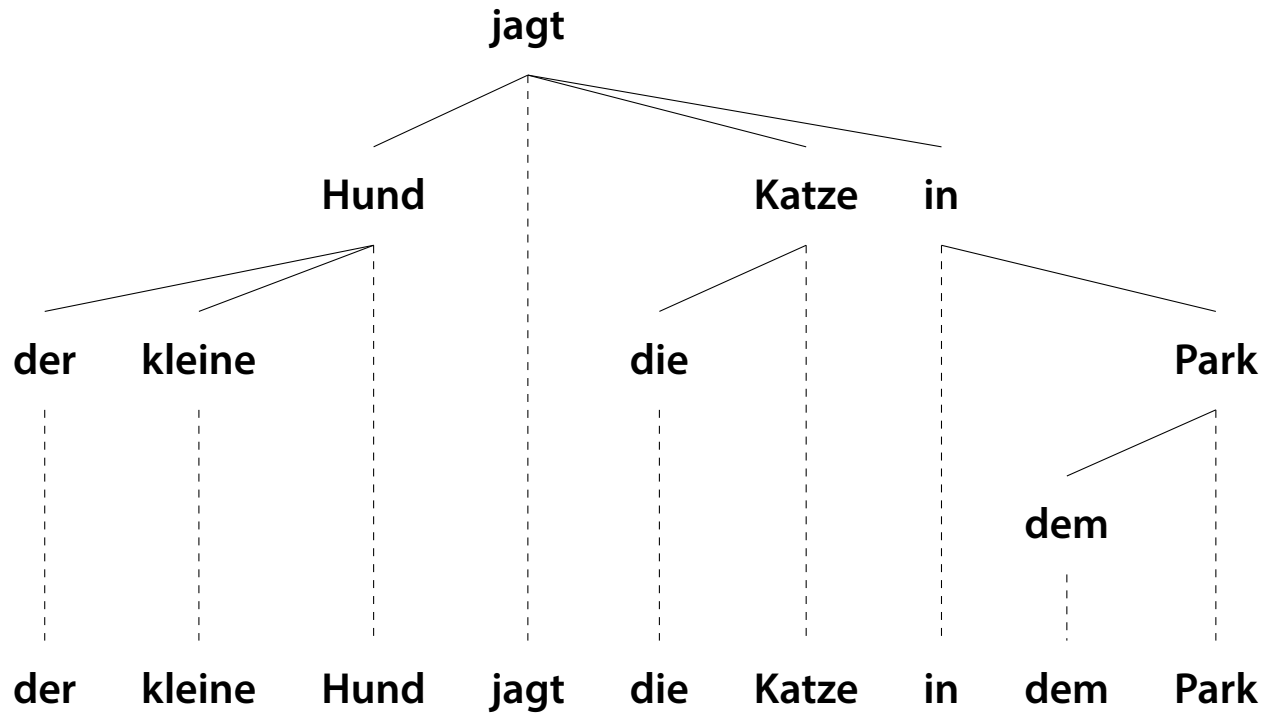 jagt
Hund Katze in
der kleine die Park
dem
der kleine Hund jagt die Katze in dem Park